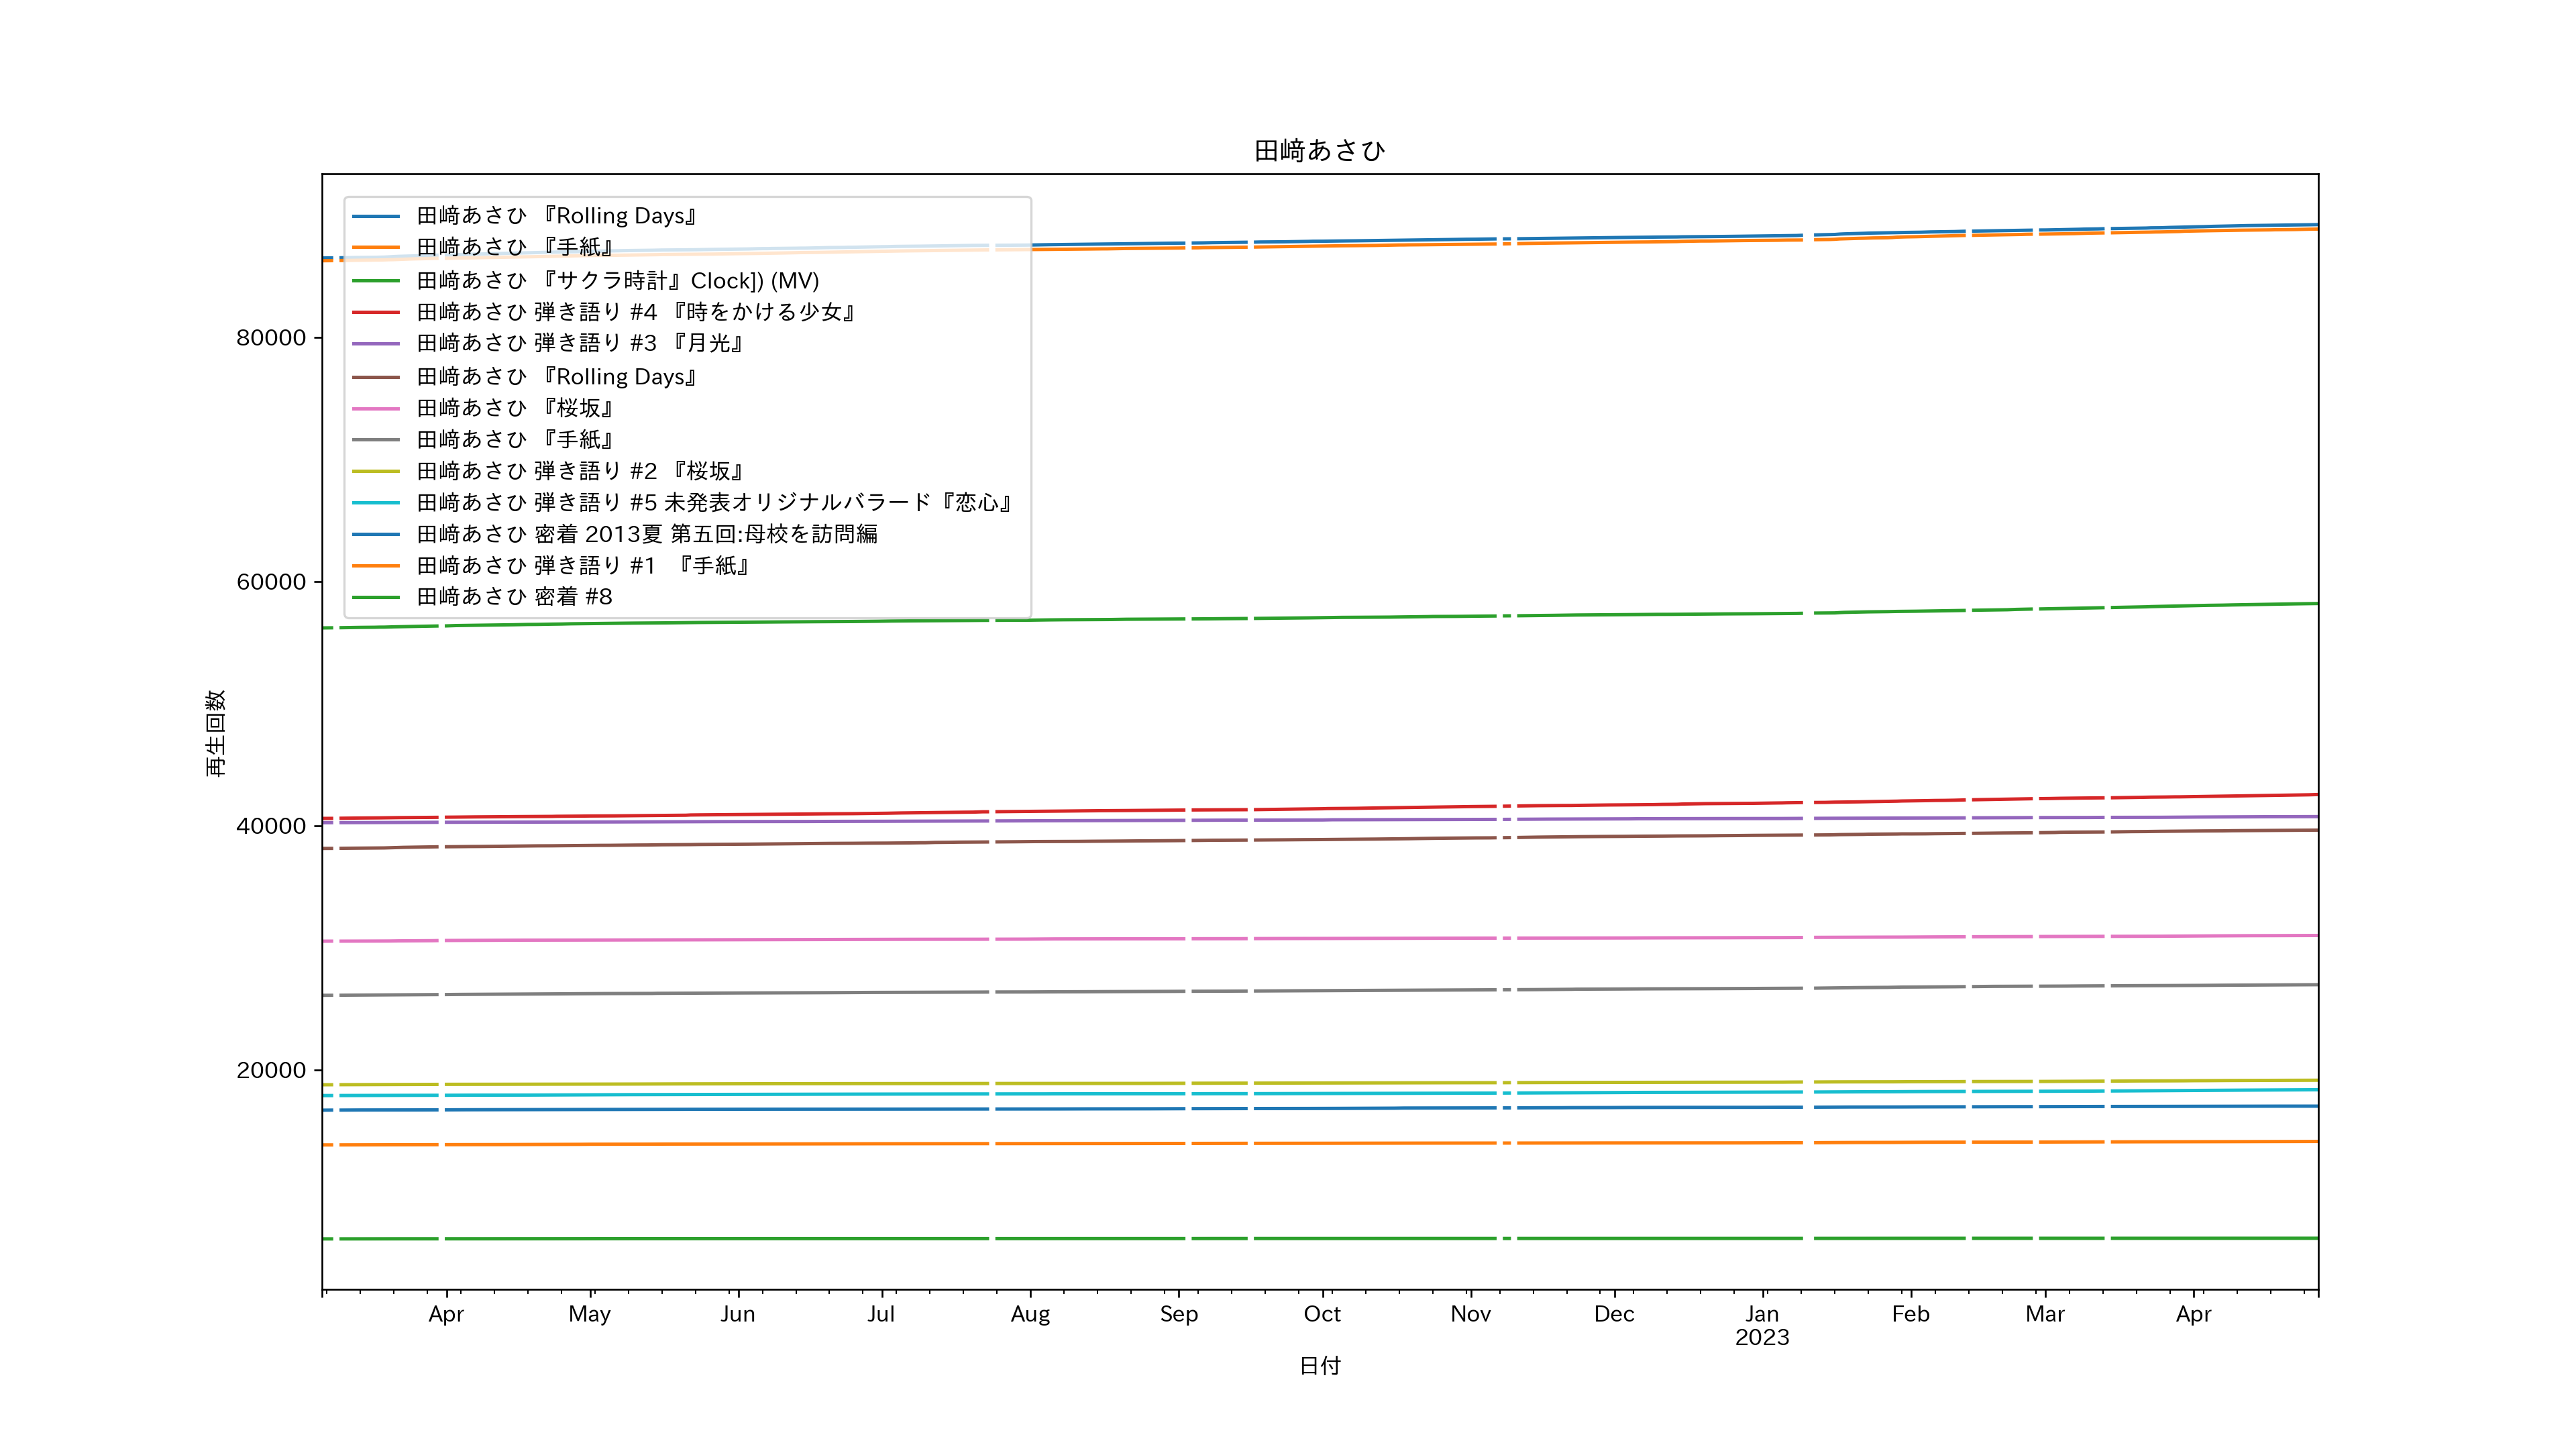 田﨑あさひ
田﨑あさひ 『Rolling Days』
田﨑あさひ 『手紙』
田﨑あさひ 『サクラ時計』Clock]) (MV)
田﨑あさひ 弾き語り #4 『時をかける少女』
田﨑あさひ 弾き語り #3 『月光』
田﨑あさひ 『Rolling Days』
田﨑あさひ 『桜坂』
田﨑あさひ 『手紙』
田﨑あさひ 弾き語り #2 『桜坂』
田﨑あさひ 弾き語り #5 未発表オリジナルバラード『恋心』
田﨑あさひ 密着 2013夏 第五回:母校を訪問編
田﨑あさひ 弾き語り #1 『手紙』
田﨑あさひ 密着 #8
80000
60000
40000
20000
再生回数
Apr May Jun Jul Aug Sep Oct Nov Dec Jan Feb Mar Apr
2023
日付